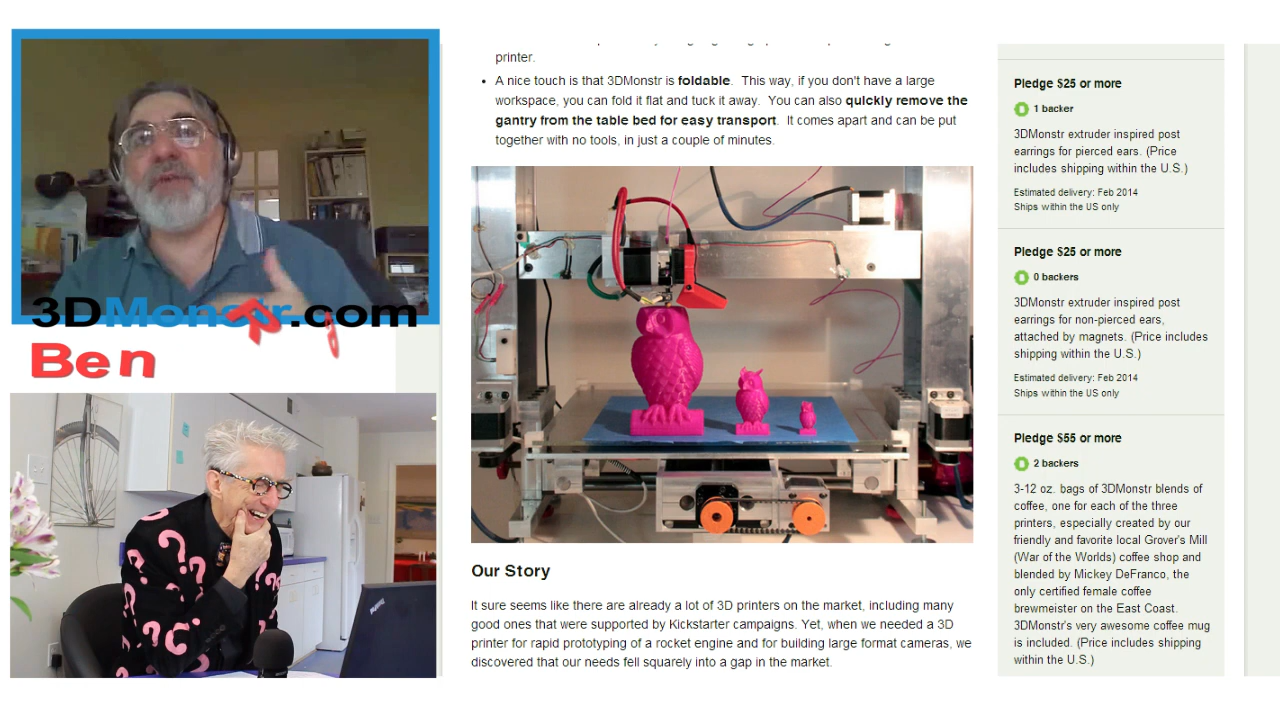 3DMonstr.com
Ben
printer.
A nice touch is that 3DMonstr is foldable. This way, if you don't have a large
workspace, you can fold it flat and tuck it away. You can also quickly remove the
gantry from the table bed for easy transport. It comes apart and can be put
together with no tools, in just a couple of minutes.
Our Story
It sure seems like there are already a lot of 3D printers on the market, including many
good ones that were supported by Kickstarter campaigns. Yet, when we needed a 3D
printer for rapid prototyping of a rocket engine and for building large format cameras, we
discovered that our needs fell squarely into a gap in the market.
Pledge $25 or more
1 backer
3DMonstr extruder inspired post
earrings for pierced ears. (Price
includes shipping within the U.S.)
Estimated delivery: Feb 2014
Ships within the US only
Pledge $25 or more
0 backers
3DMonstr extruder inspired post
earrings for non-pierced ears,
attached by magnets. (Price includes
shipping within the U.S.)
Estimated delivery: Feb 2014
Ships within the US only
Pledge $55 or more
2 backers
3-12 oz. bags of 3DMonstr blends of
coffee, one for each of the three
printers, especially created by our
friendly and favorite local Grover's Mill
(War of the Worlds) coffee shop and
blended by Mickey DeFranco, the
only certified female coffee
brewmeister on the East Coast.
3DMonstr's very awesome coffee mug
is included. (Price includes shipping
within the U.S.)